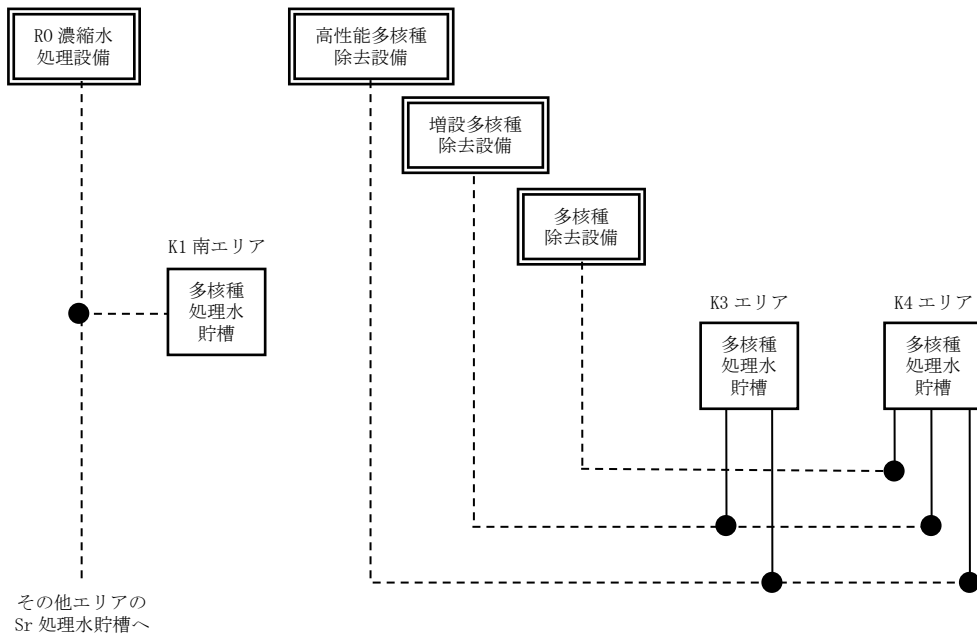 RO 濃縮水
処理設備
高性能多核種
除去設備
増設多核種
除去設備
多核種
除去設備
K1 南エリア
多核種
処理水
貯槽
K3 エリア
多核種
処理水
貯槽
K4 エリア
多核種
処理水
貯槽
その他エリアの
Sr 処理水貯槽へ